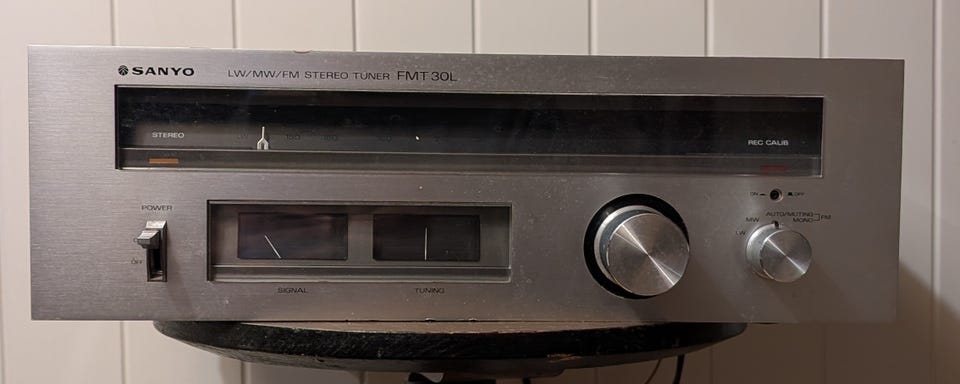 SANYO
LW/MW/FM STEREO TUNER FMT 30L
STEREO
REC CALIB
ON OFF
POWER
OFF
SIGNAL
TUNING
LW
MW
AUTO/MUTING
MONO
FM